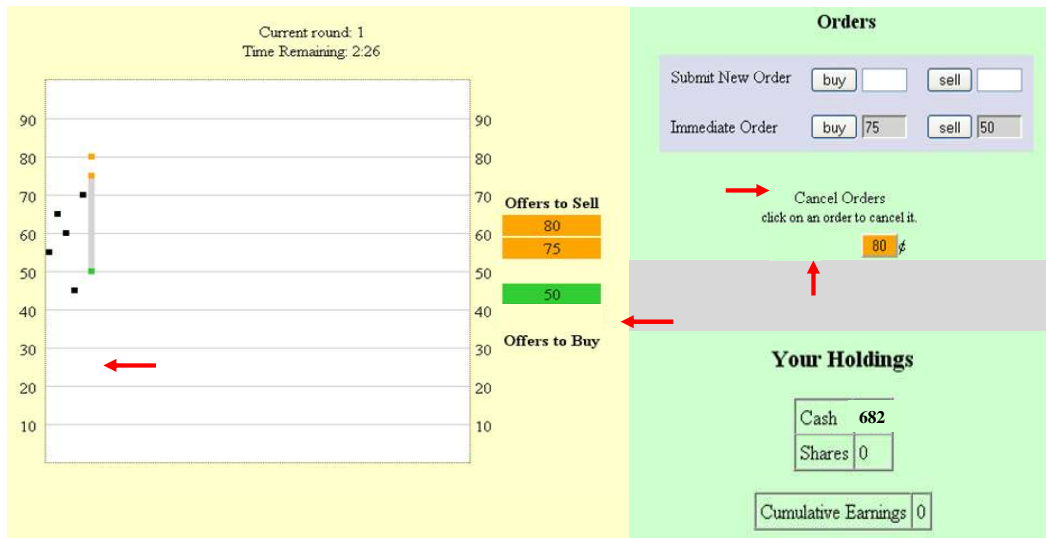 Current round: 1
Time Remaining: 2:26
90
80
70
60
50
40
30
20
10
90
80
70
60
50
40
30
20
10
Offers to Sell
80
75
50
Offers to Buy
Orders
Submit New Order buy sell
Immediate Order buy 75 sell 50
Cancel Orders
click on an order to cancel it.
80 ¢
Your Holdings
Cash 682
Shares 0
Cumulative Earnings 0